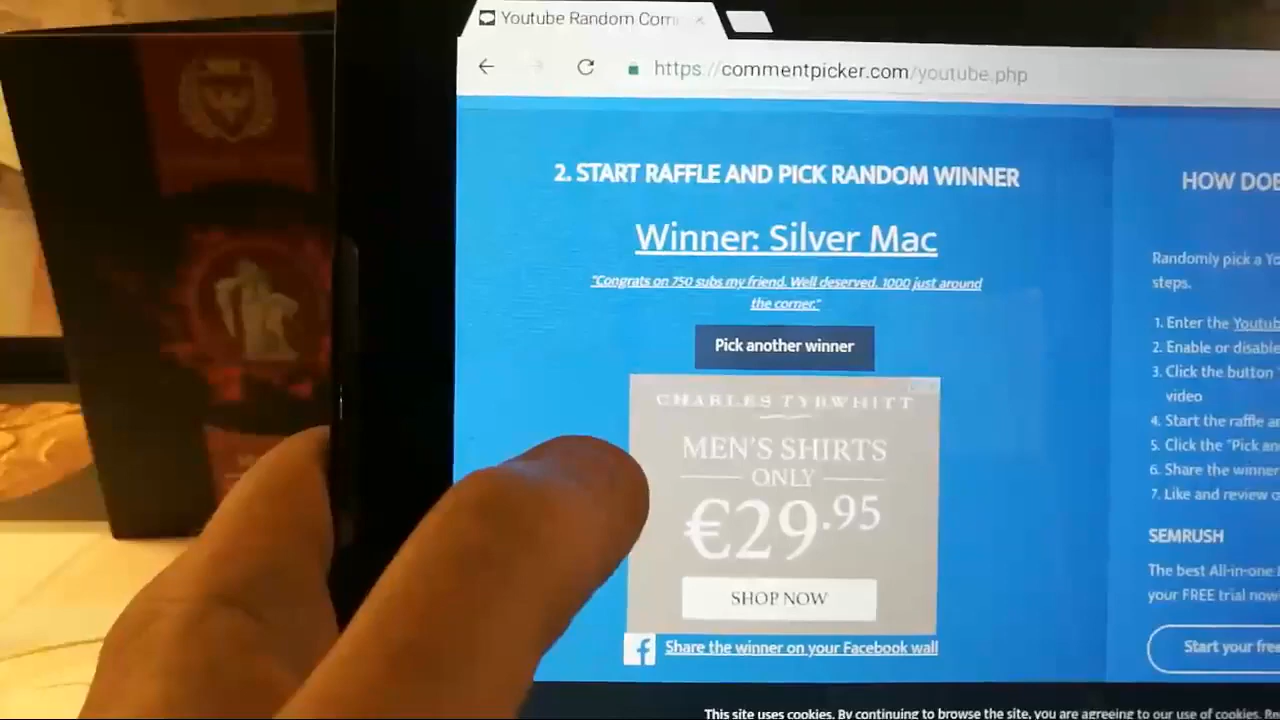 Youtube Random Com
https://commentpicker.com/youtube.php
2. START RAFFLE AND PICK RANDOM WINNER
Winner: Silver Mac
"Congrats on 750 subs my friend. Well deserved. 1000 just around
the corner."
Pick another winner
CHARLES TYRWHITT
MEN'S SHIRTS
ONLY
€29.95
SHOP NOW
Share the winner on your Facebook wall
HOW DOE
Randomly pick a Yo
steps.
1. Enter the Youtub
2. Enable or disable
3. Click the button
video
4. Start the raffle a
5. Click the "Pick an
6. Share the winner
7. Like and review o
SEMRUSH
The best All-in-one
your FREE trial now
Start your free
This site uses cookies. By continuing to browse the site, you are agreeing to our use of cookies. Re